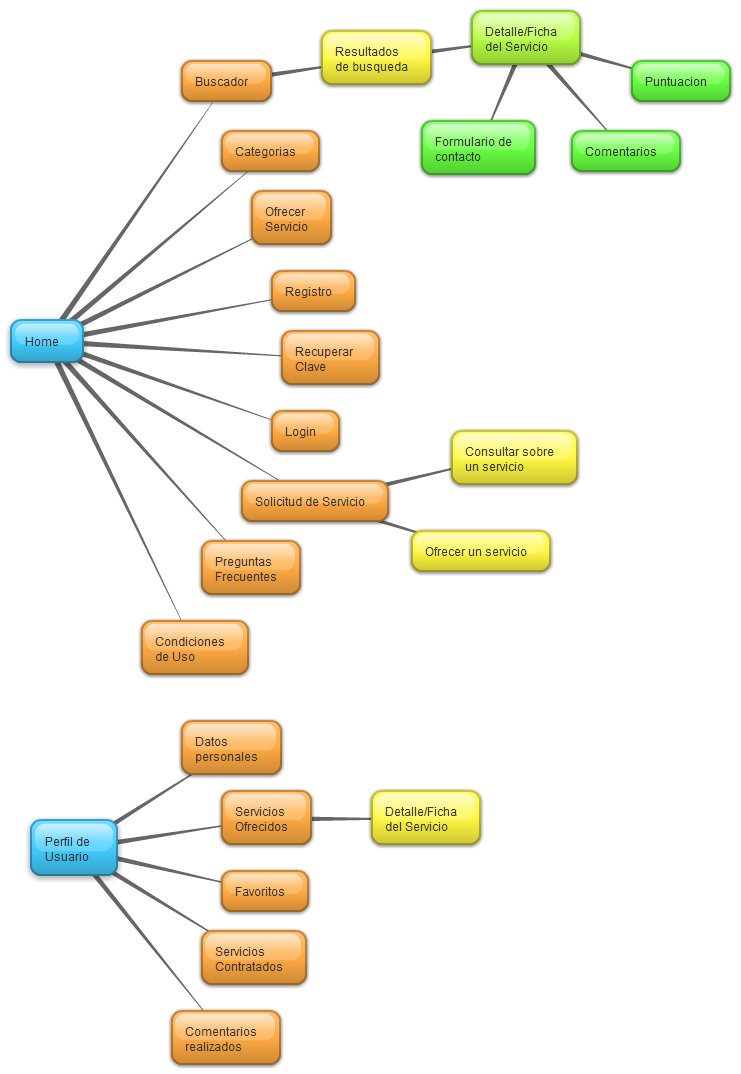 Detalle/Ficha
del Servicio
Resultados
de busqueda
Buscador
Puntuacion
Formulario de
contacto
Comentarios
Categorias
Ofrecer
Servicio
Registro
Home
Recuperar
Clave
Login
Consultar sobre
un servicio
Solicitud de Servicio
Ofrecer un servicio
Preguntas
Frecuentes
Condiciones
de Uso
Datos
personales
Servicios
Ofrecidos
Detalle/Ficha
del Servicio
Perfil de
Usuario
Favoritos
Servicios
Contratados
Comentarios
realizados